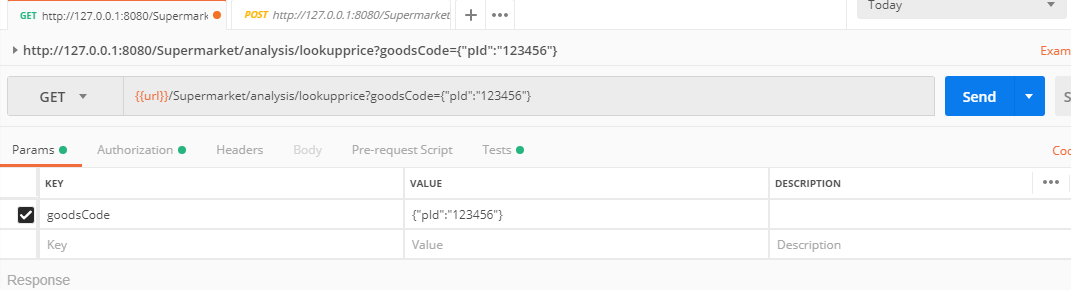 GET http://127.0.0.1:8080/Supermark POST http://127.0.0.1:8080/Supermarket Today
http://127.0.0.1:8080/Supermarket/analysis/lookupprice?goodsCode={"pId":"123456"} Exam
GET {{url}}/Supermarket/analysis/lookupprice?goodsCode={"pId":"123456"} Send S
Params Authorization Headers Body Pre-request Script Tests Coo
KEY VALUE DESCRIPTION
goodsCode {"pId":"123456"}
Key Value Description
Response